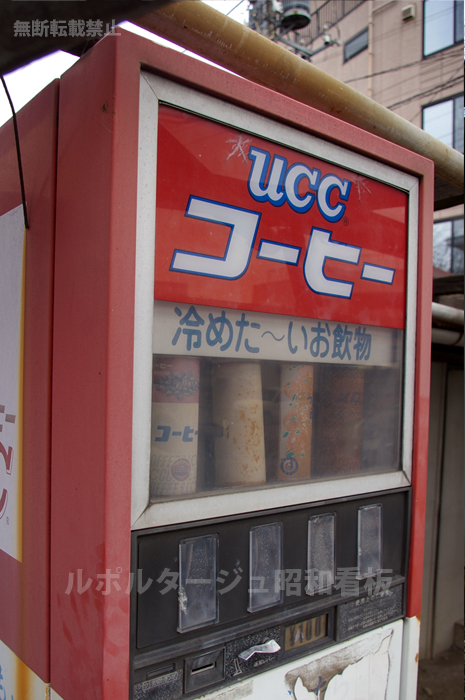 無断転載禁止
UCC
コーヒー
冷めた〜いお飲物
コーヒー
ルポルタージュ昭和看板